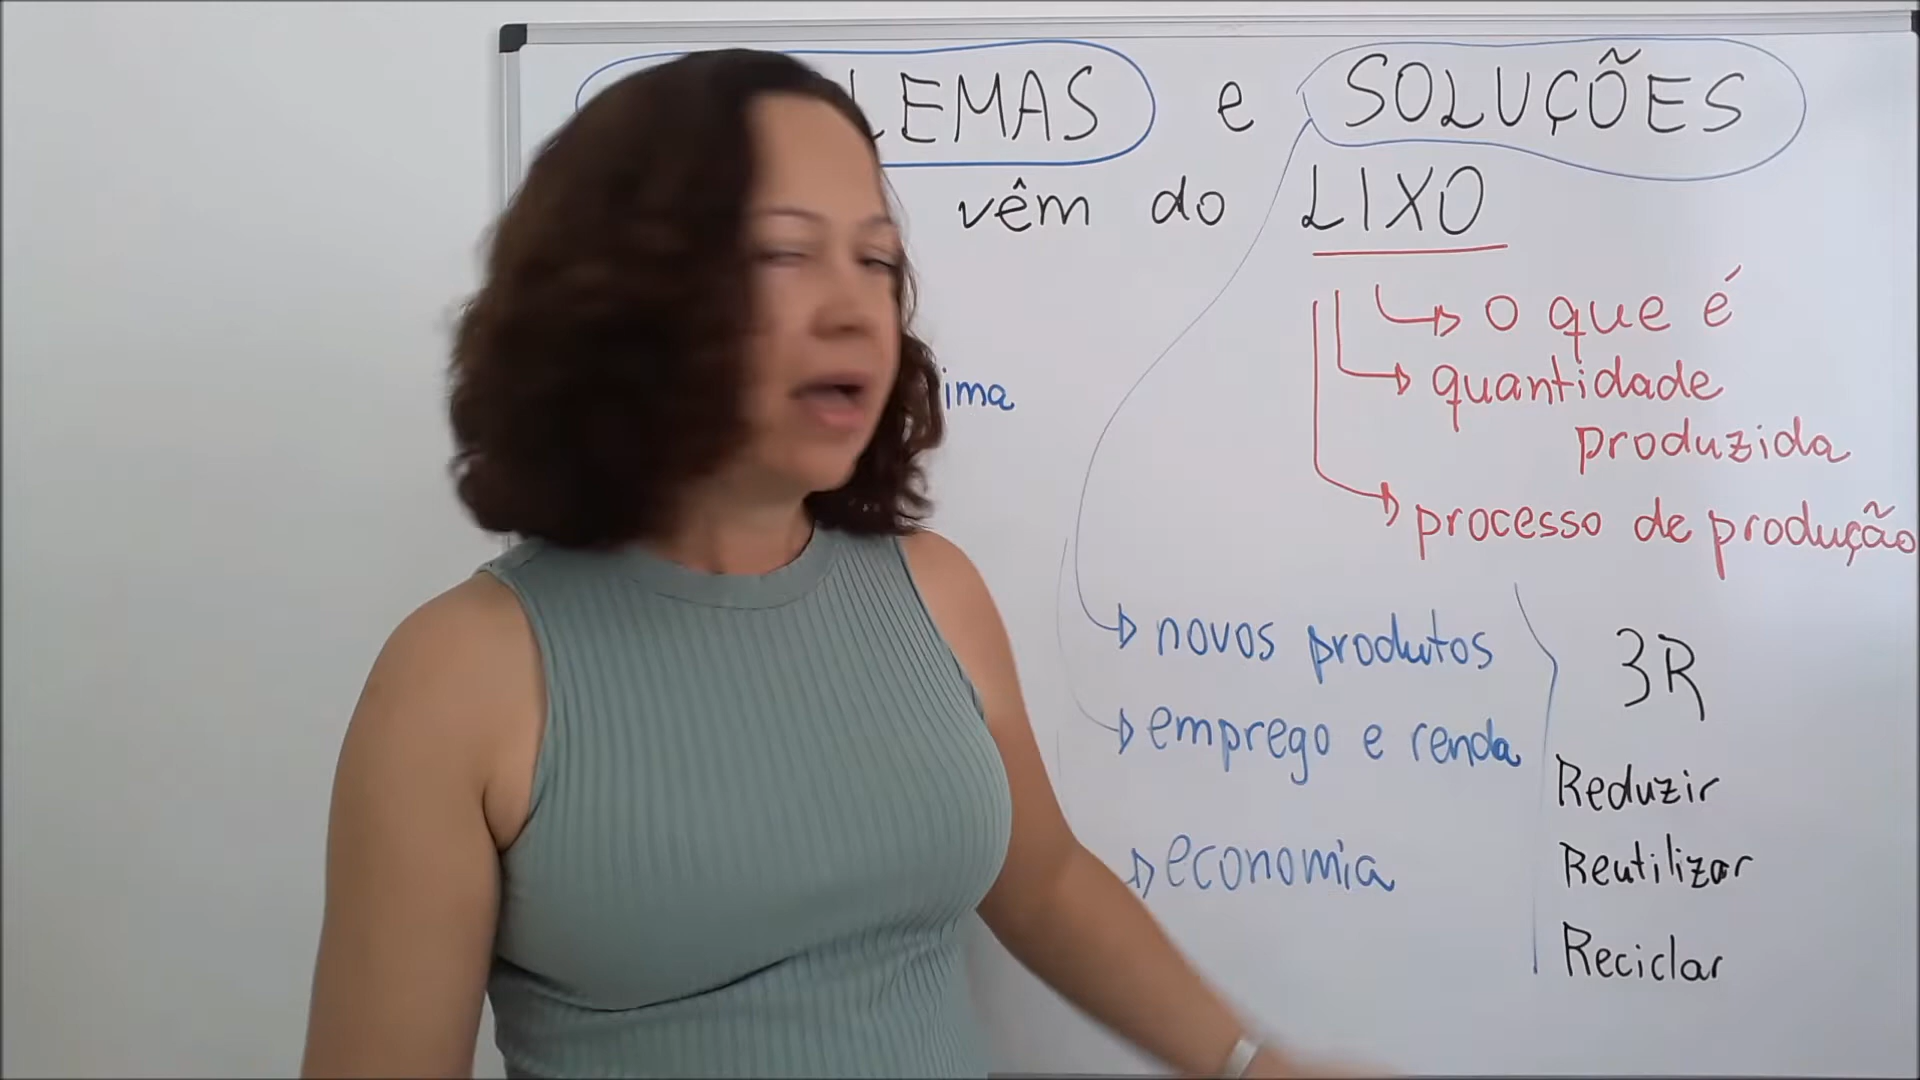 LEMAS e SOLUÇÕES
vêm do LIXO
o que é
quantidade
produzida
processo de produção
novos produtos
emprego e renda
economia
3R
Reduzir
Reutilizar
Reciclar